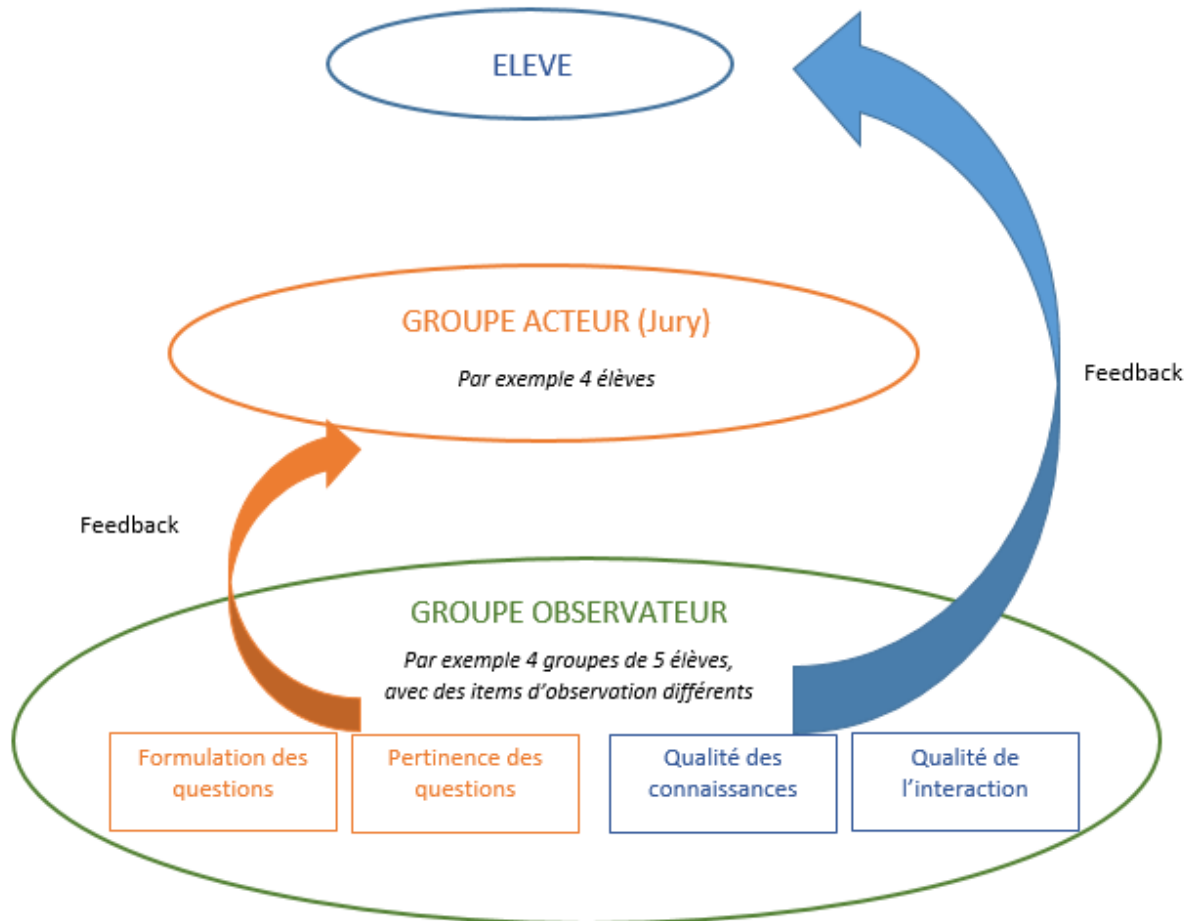 ELEVE
GROUPE ACTEUR (Jury)
Par exemple 4 élèves
Feedback
Feedback
GROUPE OBSERVATEUR
Par exemple 4 groupes de 5 élèves,
avec des items d’observation différents
Formulation des
questions
Pertinence des
questions
Qualité des
connaissances
Qualité de
l’interaction